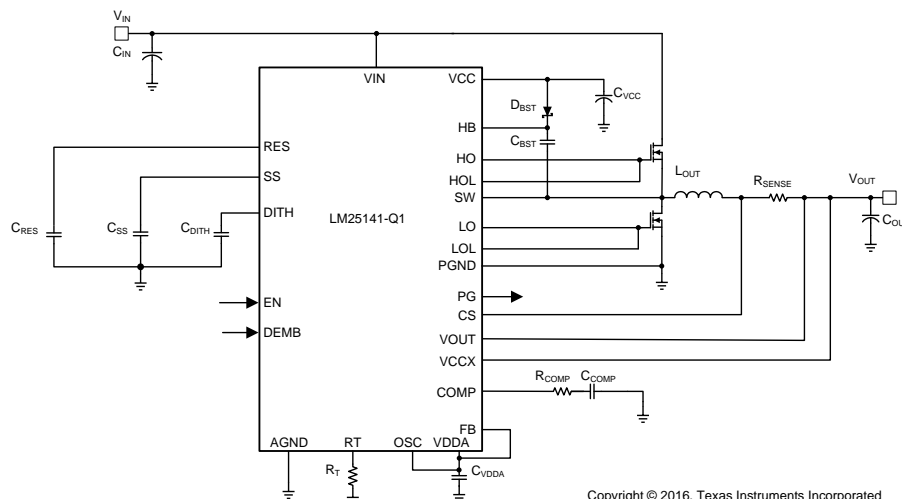 VIN
CIN
VIN
VCC
CVCC
DBST
HB
CBST
RES
HO
HOL
LOUT
SS
SW
RSENSE
VOUT
DITH
LM25141-Q1
LO
CRES
CSS
CDITH
COU
LOL
PGND
PG
EN
CS
DEMB
VOUT
VCCX
COMP
RCOMP
CCOMP
FB
AGND
RT
OSC
VDDA
RT
CVDDA
Copyright © 2016, Texas Instruments Incorporated